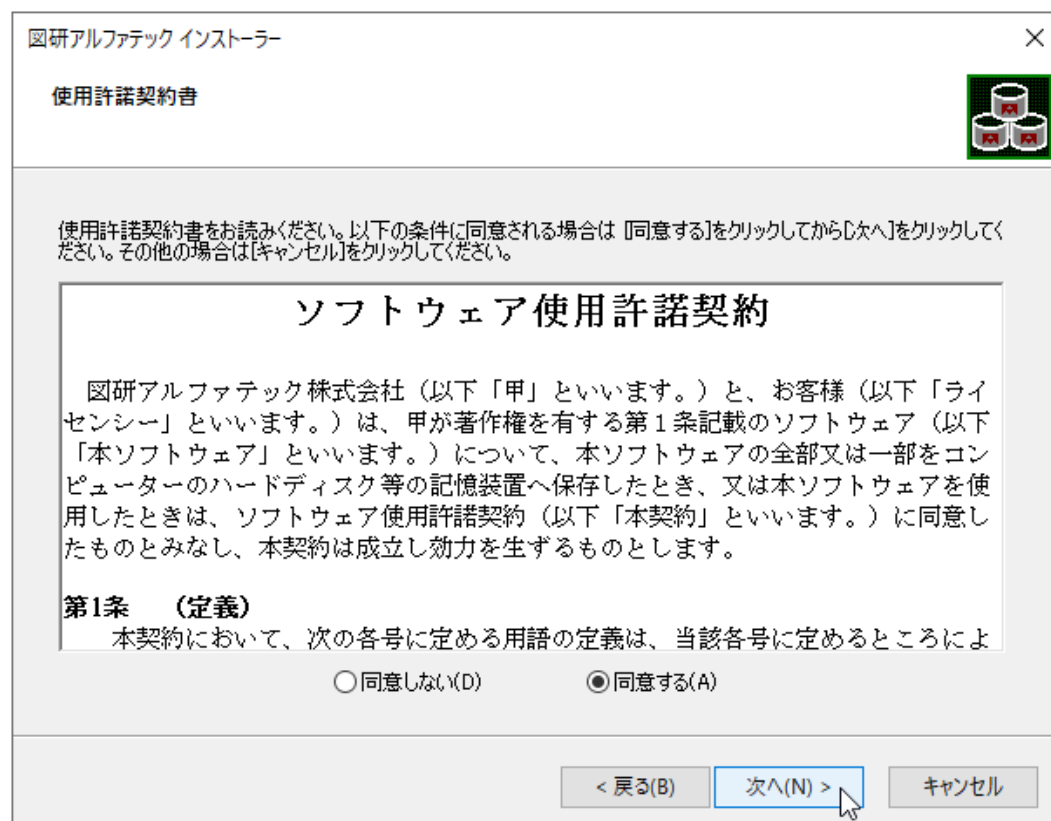 図研アルファテック インストーラー
使用許諾契約書
使用許諾契約書をお読みください。以下の条件に同意される場合は [同意する]をクリックしてから[次へ]をクリックしてく
ださい。その他の場合は[キャンセル]をクリックしてください。
ソフトウェア使用許諾契約
図研アルファテック株式会社（以下「甲」といいます。）と、お客様（以下「ライ
センシー」といいます。）は、甲が著作権を有する第１条記載のソフトウェア（以下
「本ソフトウェア」といいます。）について、本ソフトウェアの全部又は一部をコン
ピューターのハードディスク等の記憶装置へ保存したとき、又は本ソフトウェアを使
用したときは、ソフトウェア使用許諾契約（以下「本契約」といいます。）に同意し
たものとみなし、本契約は成立し効力を生ずるものとします。
第1条　（定義）
本契約において、次の各号に定める用語の定義は、当該各号に定めるところによ
同意しない(D) 同意する(A)
< 戻る(B) 次へ(N) > キャンセル